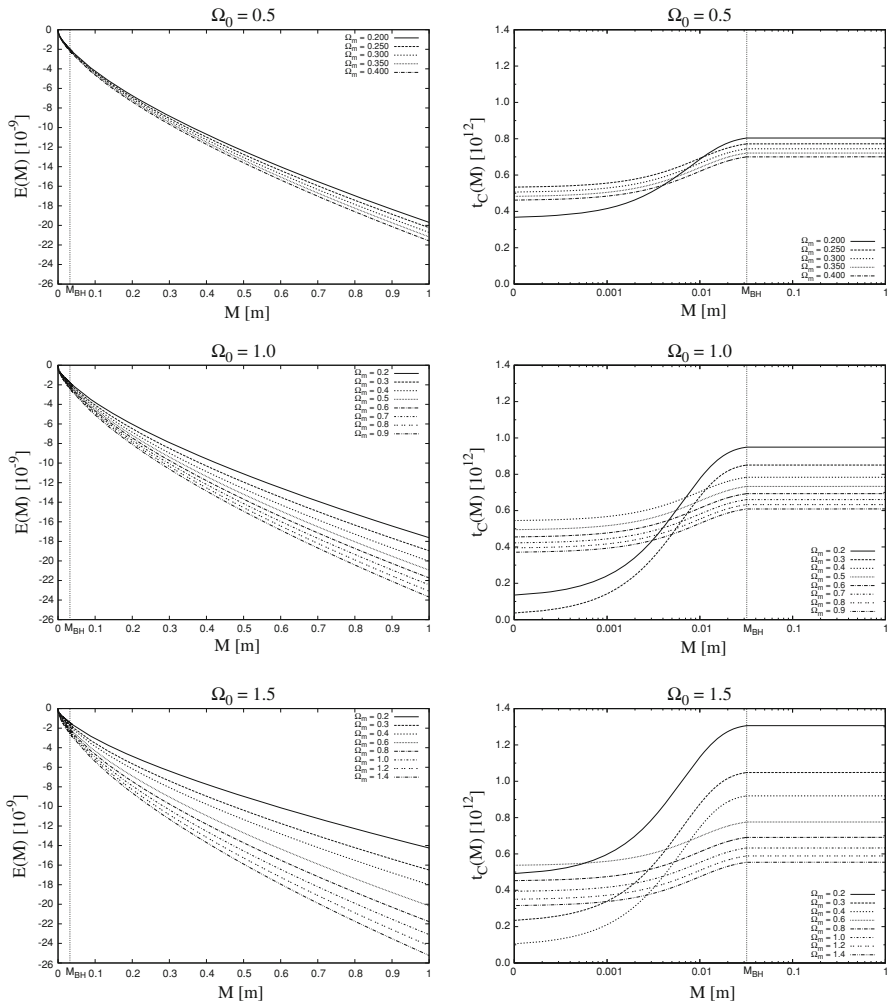 Ω₀ = 0.5
E(M) [10⁻⁹]
0
-2
-4
-6
-8
-10
-12
-14
-16
-18
-20
-22
-24
-26
Ωₘ = 0.200
Ωₘ = 0.250
Ωₘ = 0.300
Ωₘ = 0.350
Ωₘ = 0.400
0 M_BH 0.1 0.2 0.3 0.4 0.5 0.6 0.7 0.8 0.9 1
M [m]
Ω₀ = 0.5
t_C(M) [10¹²]
1.4
1.2
1.0
0.8
0.6
0.4
0.2
0.0
Ωₘ = 0.200
Ωₘ = 0.250
Ωₘ = 0.300
Ωₘ = 0.350
Ωₘ = 0.400
0 0.001 0.01 M_BH 0.1 1
M [m]
Ω₀ = 1.0
E(M) [10⁻⁹]
0
-2
-4
-6
-8
-10
-12
-14
-16
-18
-20
-22
-24
-26
Ωₘ = 0.2
Ωₘ = 0.3
Ωₘ = 0.4
Ωₘ = 0.5
Ωₘ = 0.6
Ωₘ = 0.7
Ωₘ = 0.8
Ωₘ = 0.9
0 M_BH 0.1 0.2 0.3 0.4 0.5 0.6 0.7 0.8 0.9 1
M [m]
Ω₀ = 1.0
t_C(M) [10¹²]
1.4
1.2
1.0
0.8
0.6
0.4
0.2
0.0
Ωₘ = 0.2
Ωₘ = 0.3
Ωₘ = 0.4
Ωₘ = 0.5
Ωₘ = 0.6
Ωₘ = 0.7
Ωₘ = 0.8
Ωₘ = 0.9
0 0.001 0.01 M_BH 0.1 1
M [m]
Ω₀ = 1.5
E(M) [10⁻⁹]
0
-2
-4
-6
-8
-10
-12
-14
-16
-18
-20
-22
-24
-26
Ωₘ = 0.2
Ωₘ = 0.3
Ωₘ = 0.4
Ωₘ = 0.6
Ωₘ = 0.8
Ωₘ = 1.0
Ωₘ = 1.2
Ωₘ = 1.4
0 M_BH 0.1 0.2 0.3 0.4 0.5 0.6 0.7 0.8 0.9 1
M [m]
Ω₀ = 1.5
t_C(M) [10¹²]
1.4
1.2
1.0
0.8
0.6
0.4
0.2
0.0
Ωₘ = 0.2
Ωₘ = 0.3
Ωₘ = 0.4
Ωₘ = 0.6
Ωₘ = 0.8
Ωₘ = 1.0
Ωₘ = 1.2
Ωₘ = 1.4
0 0.001 0.01 M_BH 0.1 1
M [m]